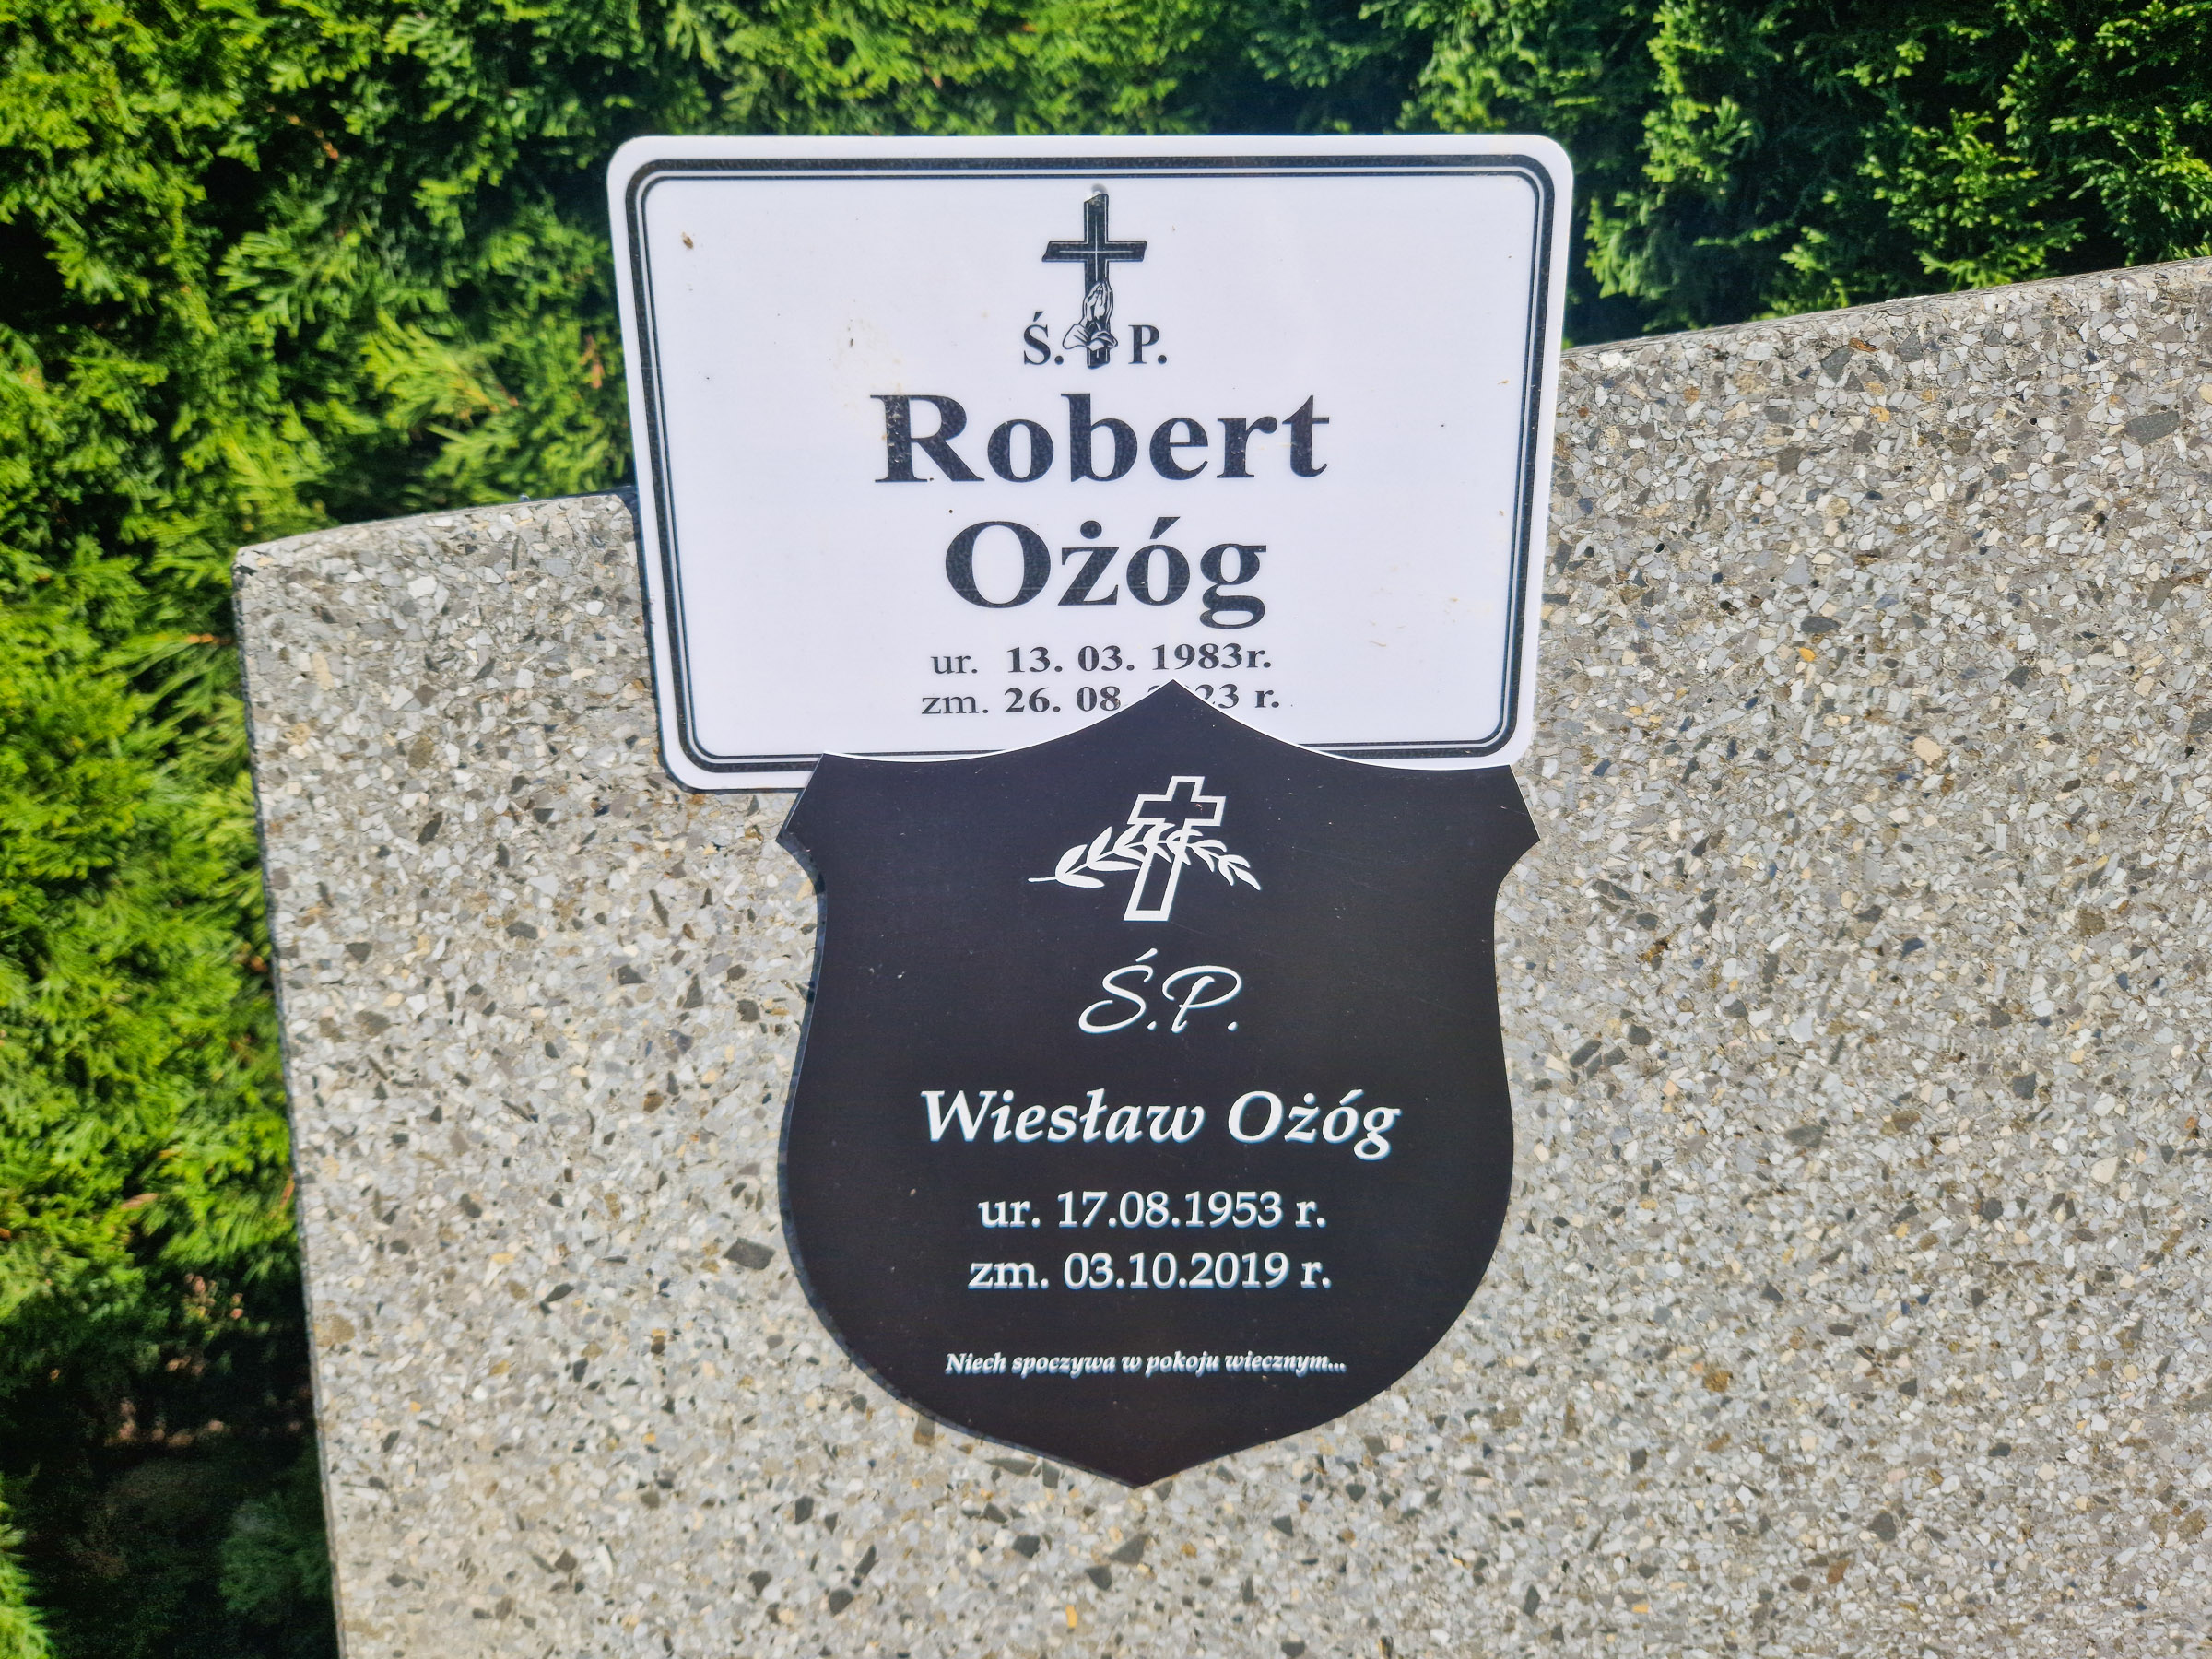 Ś. P.
Robert
Ożóg
ur. 13. 03. 1983r.
zm. 26. 08 23 r.
Ś.P.
Wiesław Ożóg
ur. 17.08.1953 r.
zm. 03.10.2019 r.
Niech spoczywa w pokoju wiecznym...